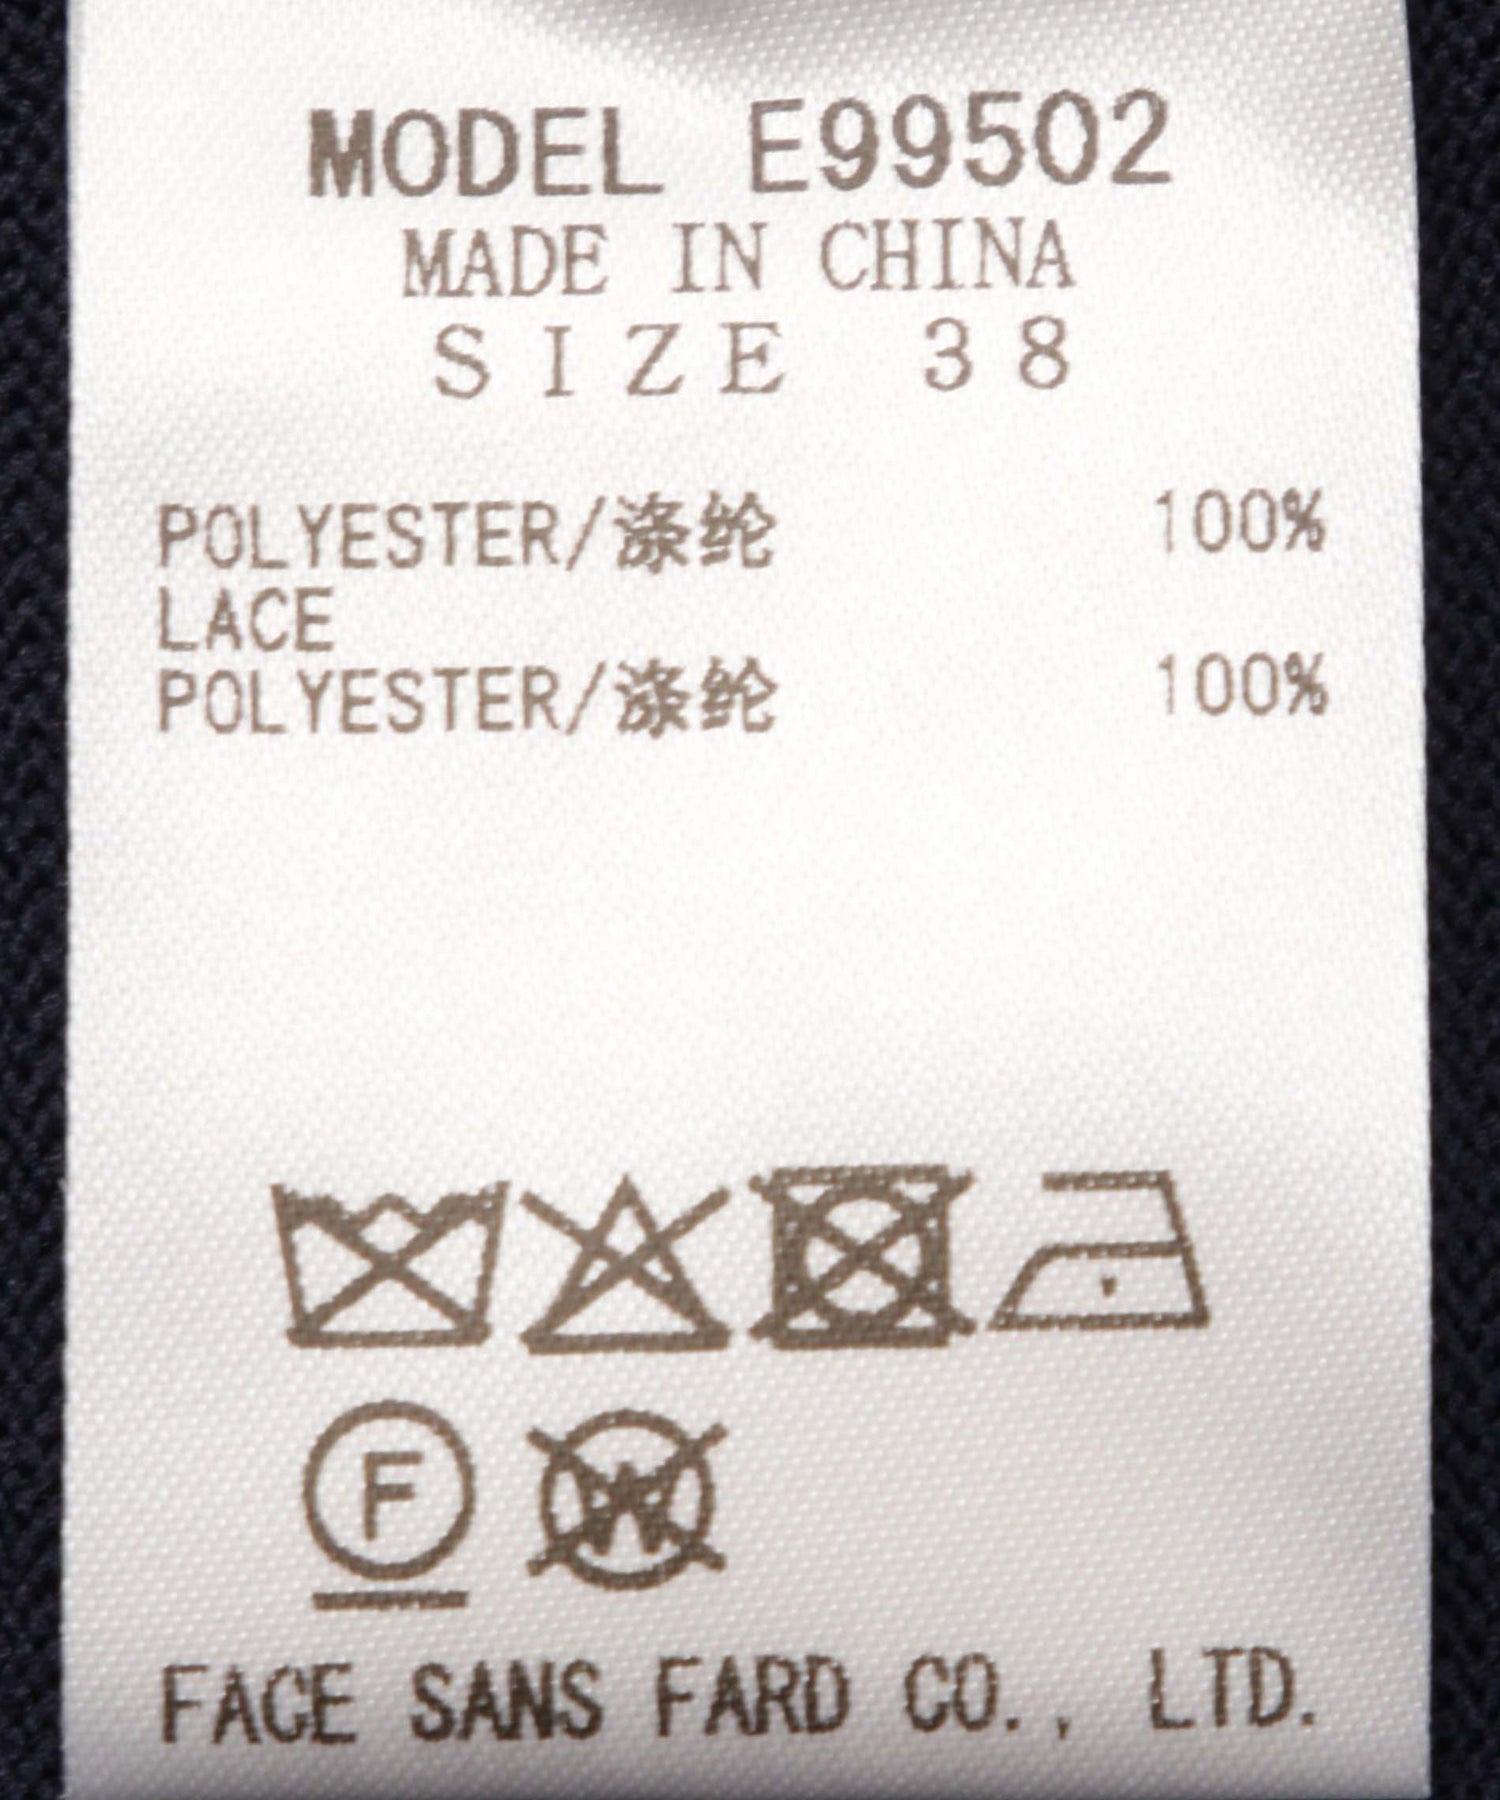 MODEL E99502
MADE IN CHINA
SIZE 38
POLYESTER/涤纶 100%
LACE
POLYESTER/涤纶 100%
F
W
FACE SANS FARD CO., LTD.